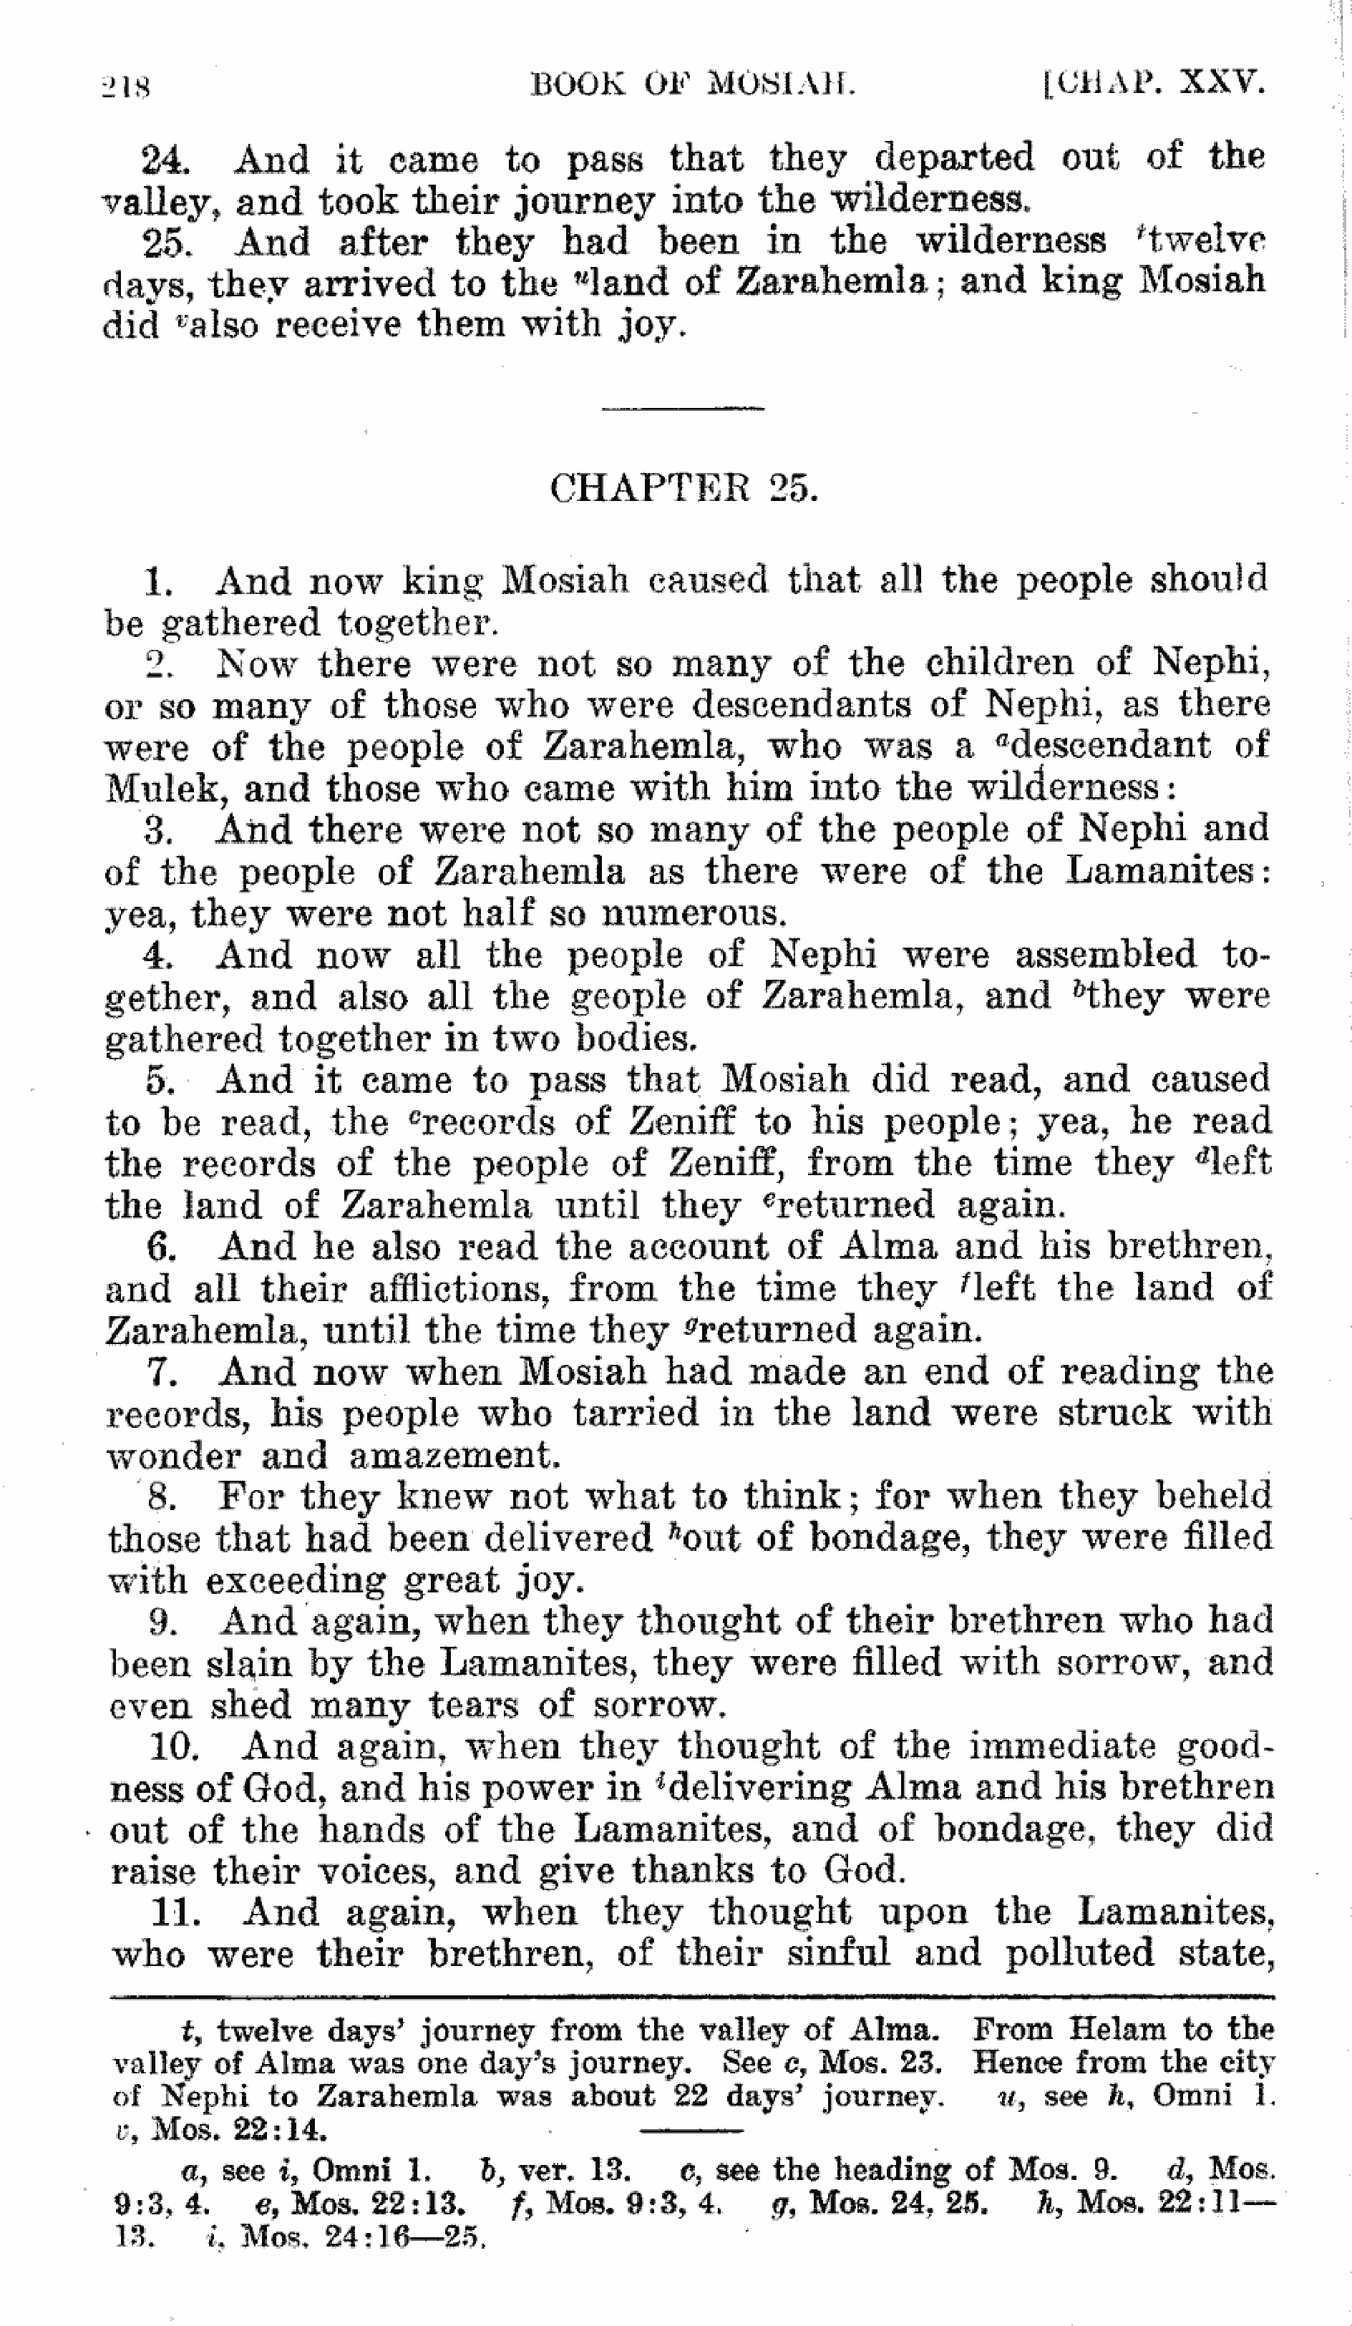 218 BOOK OF MOSIAH. [CHAP. XXV.
24. And it came to pass that they departed out of the
valley, and took their journey into the wilderness.
25. And after they had been in the wilderness ᵗtwelve
days, they arrived to the ᵘland of Zarahemla; and king Mosiah
did ᵛalso receive them with joy.
CHAPTER 25.
1. And now king Mosiah caused that all the people should
be gathered together.
2. Now there were not so many of the children of Nephi,
or so many of those who were descendants of Nephi, as there
were of the people of Zarahemla, who was a ᵃdescendant of
Mulek, and those who came with him into the wilderness:
3. And there were not so many of the people of Nephi and
of the people of Zarahemla as there were of the Lamanites:
yea, they were not half so numerous.
4. And now all the people of Nephi were assembled to-
gether, and also all the geople of Zarahemla, and ᵇthey were
gathered together in two bodies.
5. And it came to pass that Mosiah did read, and caused
to be read, the ᶜrecords of Zeniff to his people; yea, he read
the records of the people of Zeniff, from the time they ᵈleft
the land of Zarahemla until they ᵉreturned again.
6. And he also read the account of Alma and his brethren,
and all their afflictions, from the time they ᶠleft the land of
Zarahemla, until the time they ᵍreturned again.
7. And now when Mosiah had made an end of reading the
records, his people who tarried in the land were struck with
wonder and amazement.
8. For they knew not what to think; for when they beheld
those that had been delivered ʰout of bondage, they were filled
with exceeding great joy.
9. And again, when they thought of their brethren who had
been slain by the Lamanites, they were filled with sorrow, and
even shed many tears of sorrow.
10. And again, when they thought of the immediate good-
ness of God, and his power in ⁱdelivering Alma and his brethren
out of the hands of the Lamanites, and of bondage, they did
raise their voices, and give thanks to God.
11. And again, when they thought upon the Lamanites,
who were their brethren, of their sinful and polluted state,
t, twelve days' journey from the valley of Alma. From Helam to the
valley of Alma was one day's journey. See c, Mos. 23. Hence from the city
of Nephi to Zarahemla was about 22 days' journey. u, see h, Omni 1.
v, Mos. 22:14.
a, see i, Omni 1. b, ver. 13. c, see the heading of Mos. 9. d, Mos.
9:3, 4. e, Mos. 22:13. f, Mos. 9:3, 4. g, Mos. 24, 25. h, Mos. 22:11—
13. i, Mos. 24:16—25.